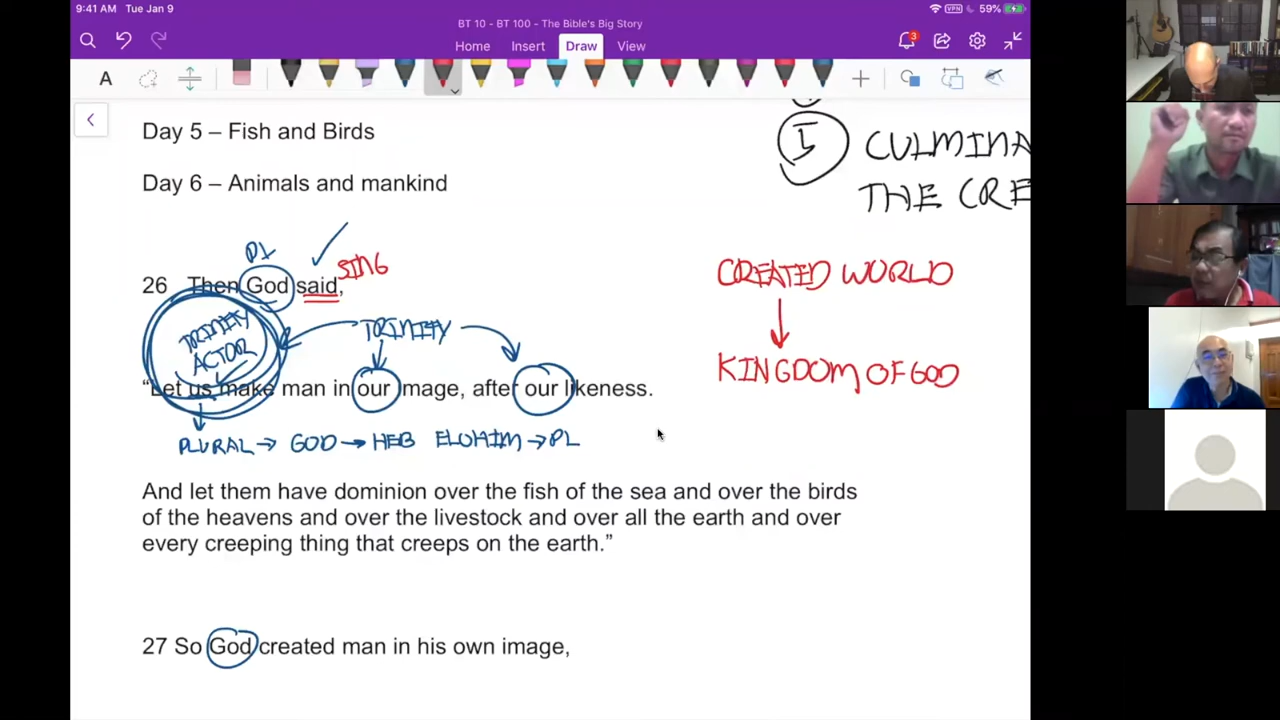 9:41 AM Tue Jan 9
VPN 59%
BT 10 - BT 100 - The Bible's Big Story
Home Insert Draw View
3
A
Day 5 – Fish and Birds
I CULMINA
Day 6 – Animals and mankind
THE CRE
PL
SING
26 Then God said,
CREATED WORLD
TRINITY
ACTOR
TRINITY
KINGDOM OF GOD
“Let us make man in our image, after our likeness.
PLURAL → GOD → HEB ELOHIM → PL
And let them have dominion over the fish of the sea and over the birds
of the heavens and over the livestock and over all the earth and over
every creeping thing that creeps on the earth.”
27 So God created man in his own image,